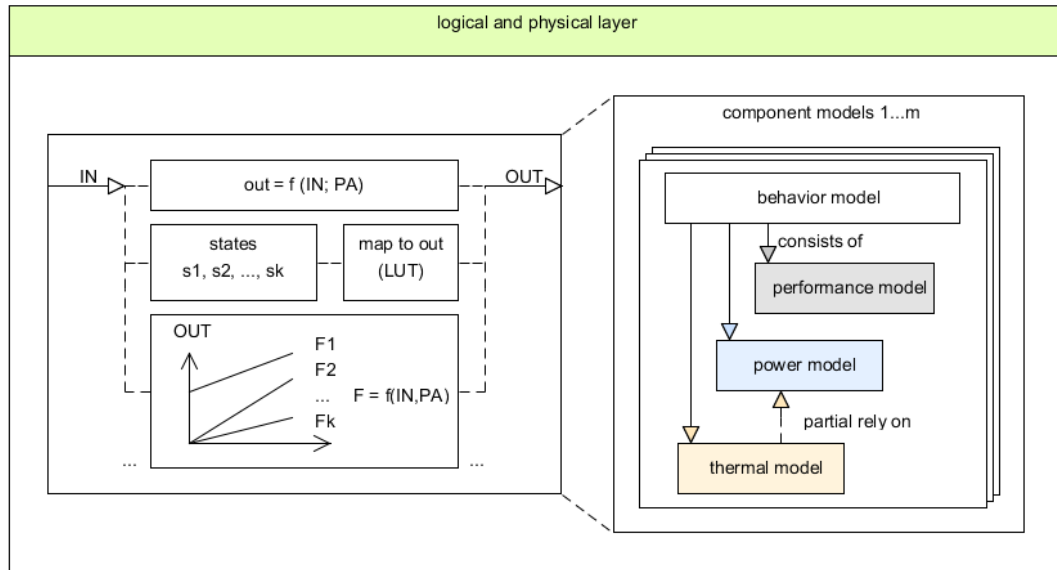 logical and physical layer
IN
out = f (IN; PA)
OUT
states
s1, s2, ..., sk
map to out
(LUT)
OUT
F1
F2
...
Fk
F = f(IN,PA)
...
...
component models 1...m
behavior model
consists of
performance model
power model
partial rely on
thermal model